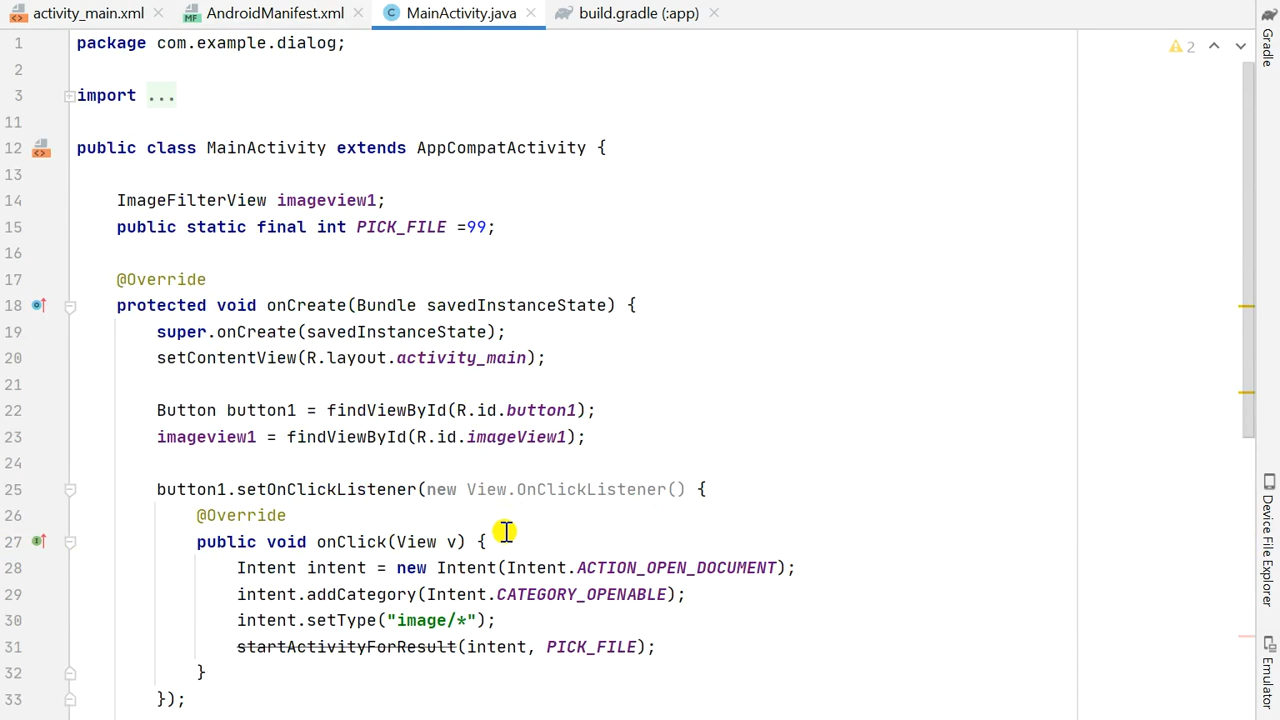 activity_main.xml AndroidManifest.xml MainActivity.java build.gradle (:app)
1 package com.example.dialog;
2
3 import ...
11
12 public class MainActivity extends AppCompatActivity {
13
14 ImageFilterView imageview1;
15 public static final int PICK_FILE =99;
16
17 @Override
18 protected void onCreate(Bundle savedInstanceState) {
19 super.onCreate(savedInstanceState);
20 setContentView(R.layout.activity_main);
21
22 Button button1 = findViewById(R.id.button1);
23 imageview1 = findViewById(R.id.imageView1);
24
25 button1.setOnClickListener(new View.OnClickListener() {
26 @Override
27 public void onClick(View v) {
28 Intent intent = new Intent(Intent.ACTION_OPEN_DOCUMENT);
29 intent.addCategory(Intent.CATEGORY_OPENABLE);
30 intent.setType("image/*");
31 startActivityForResult(intent, PICK_FILE);
32 }
33 });
2
Gradle
Device File Explorer
Emulator